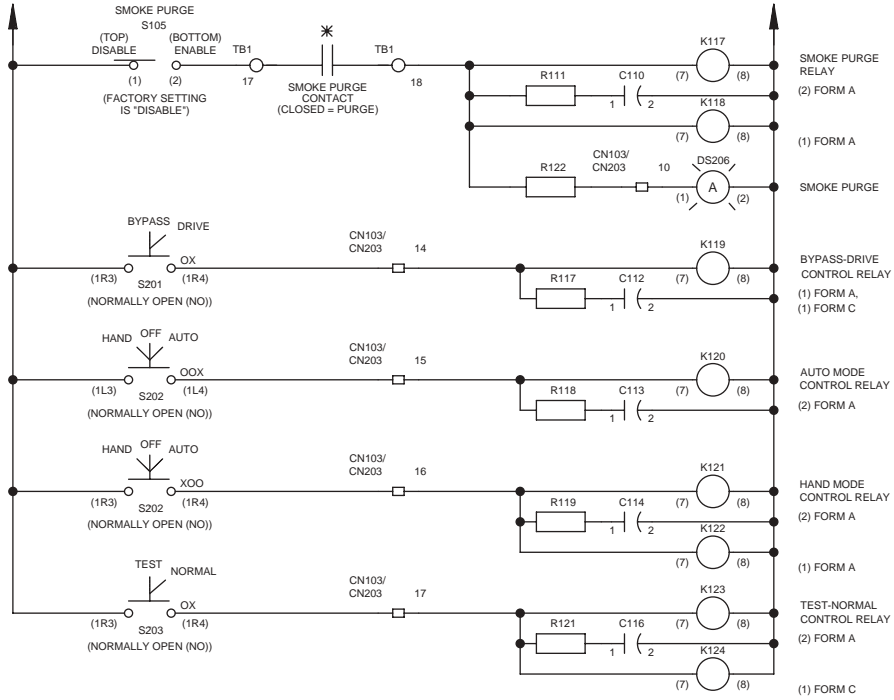 SMOKE PURGE
S105
(TOP) (BOTTOM)
DISABLE ENABLE
(1) (2)
(FACTORY SETTING
IS "DISABLE")
TB1
17
*
SMOKE PURGE
CONTACT
(CLOSED = PURGE)
TB1
18
K117
(7) (8)
SMOKE PURGE
RELAY
(2) FORM A
R111 C110
1 2
K118
(7) (8)
(1) FORM A
R122
CN103/
CN203 10
DS206
A
(1) (2)
SMOKE PURGE
BYPASS DRIVE
OX
(1R3) (1R4)
S201
(NORMALLY OPEN (NO))
CN103/
CN203 14
K119
(7) (8)
R117 C112
1 2
BYPASS-DRIVE
CONTROL RELAY
(1) FORM A,
(1) FORM C
HAND OFF AUTO
OOX
(1L3) (1L4)
S202
(NORMALLY OPEN (NO))
CN103/
CN203 15
K120
(7) (8)
R118 C113
1 2
AUTO MODE
CONTROL RELAY
(2) FORM A
HAND OFF AUTO
XOO
(1R3) (1R4)
S202
(NORMALLY OPEN (NO))
CN103/
CN203 16
K121
(7) (8)
R119 C114
1 2
K122
(7) (8)
HAND MODE
CONTROL RELAY
(2) FORM A
(1) FORM A
TEST NORMAL
OX
(1R3) (1R4)
S203
(NORMALLY OPEN (NO))
CN103/
CN203 17
K123
(7) (8)
R121 C116
1 2
K124
(7) (8)
TEST-NORMAL
CONTROL RELAY
(2) FORM A
(1) FORM C